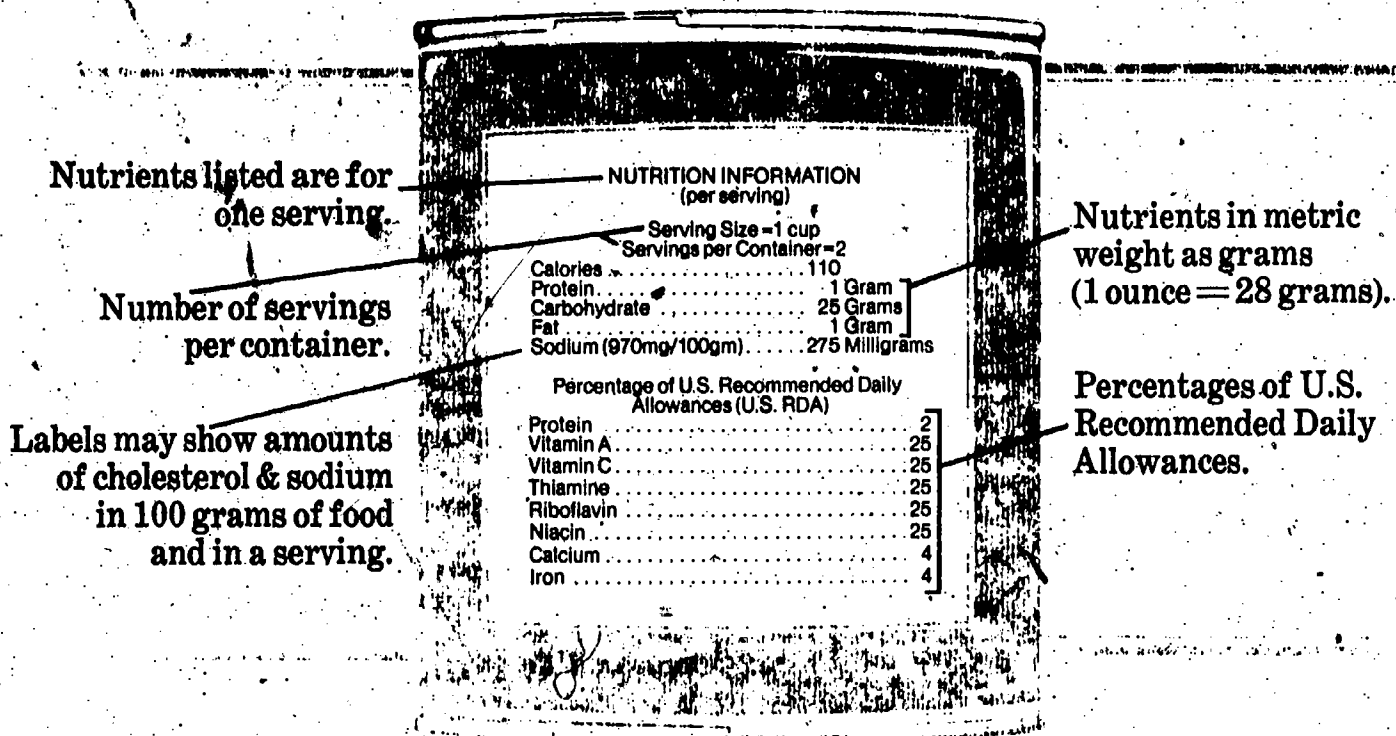 Nutrients listed are for
one serving.
Number of servings
per container.
Labels may show amounts
of cholesterol & sodium
in 100 grams of food
and in a serving.
NUTRITION INFORMATION
(per serving)
Serving Size=1 cup
Servings per Container=2
Calories ............ 110
Protein ............ 1 Gram
Carbohydrate ............ 25 Grams
Fat ............ 1 Gram
Sodium (970mg/100gm) ...... 275 Milligrams
Percentage of U.S. Recommended Daily
Allowances (U.S. RDA)
Protein ............ 2
Vitamin A ............ 25
Vitamin C ............ 25
Thiamine ............ 25
Riboflavin ............ 25
Niacin ............ 25
Calcium ............ 4
Iron ............ 4
Nutrients in metric
weight as grams
(1 ounce = 28 grams).
Percentages of U.S.
Recommended Daily
Allowances.